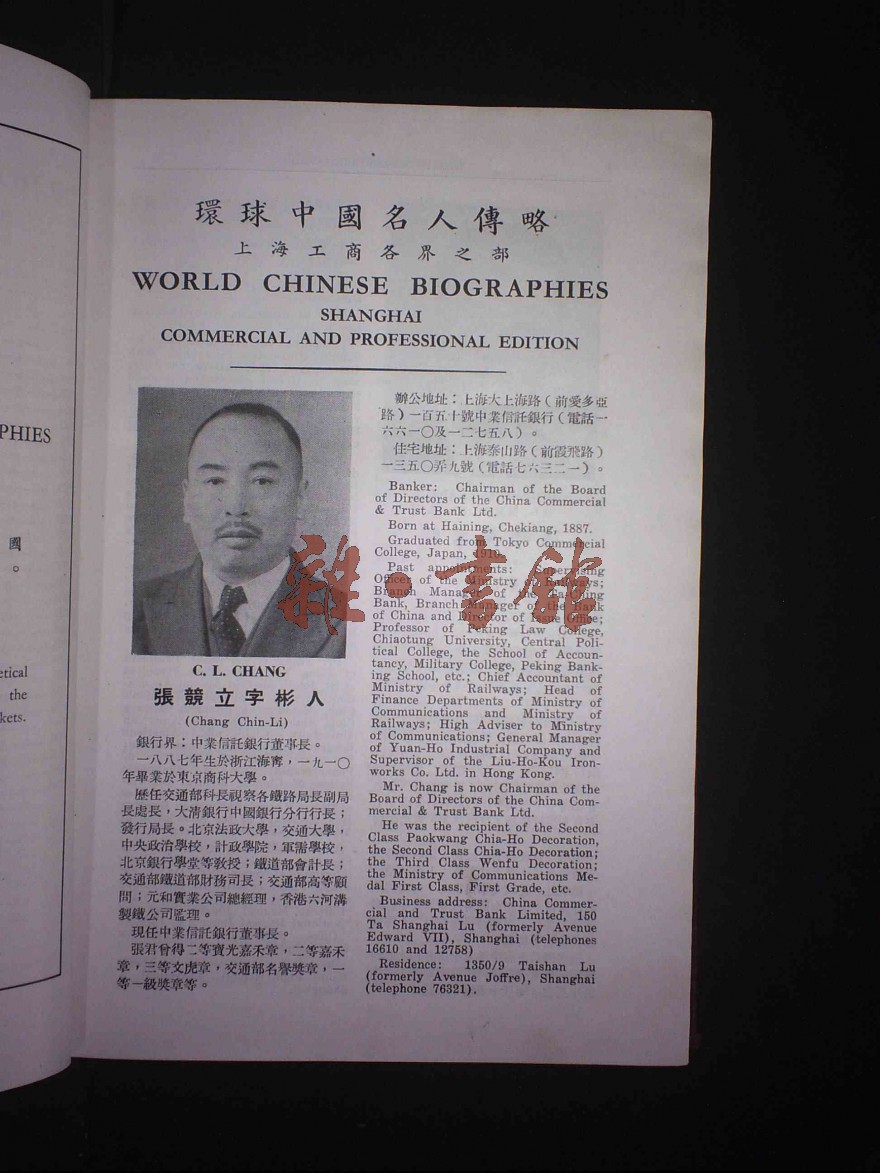 PHIES
國
。
etical
the
kets.
環球中國名人傳略
上海工商各界之部
WORLD CHINESE BIOGRAPHIES
SHANGHAI
COMMERCIAL AND PROFESSIONAL EDITION
C. L. CHANG
張競立字彬人
(Chang Chin-Li)
銀行界：中業信託銀行董事長。
一八八七年生於浙江海寗，一九一〇
年畢業於東京商科大學。
歷任交通部科長視察各鐵路局長副局
長處長，大清銀行中國銀行分行行長；
發行局長。北京法政大學，交通大學，
中央政治學校，計政學院，軍需學校，
北京銀行學堂等敎授；鐵道部會計長；
交通部鐵道部財務司長；交通部高等顧
問；元和實業公司總經理，香港六河溝
製鐵公司監理。
現任中業信託銀行董事長。
張君曾得二等寶光嘉禾章，二等嘉禾
章，三等文虎章，交通部名譽獎章，一
等一級獎章等。
辦公地址：上海大上海路（前愛多亞
路）一百五十號中業信託銀行（電話一
六六一〇及一二七五八）。
住宅地址：上海泰山路（前霞飛路）
一三五〇弄九號（電話七六三二一）。
Banker: Chairman of the Board
of Directors of the China Commercial
& Trust Bank Ltd.
Born at Haining, Chekiang, 1887.
Graduated from Tokyo Commercial
College, Japan, 1910.
Past appointments: Supervising
Officer of the Ministry of Railways;
Branch Manager of the Ta Ching
Bank, Branch Manager of the Bank
of China and Director of Issue Office;
Professor of Peking Law College,
Chiaotung University, Central Poli-
tical College, the School of Accoun-
tancy, Military College, Peking Bank-
ing School, etc.; Chief Accountant of
Ministry of Railways; Head of
Finance Departments of Ministry of
Communications and Ministry of
Railways; High Adviser to Ministry
of Communications; General Manager
of Yuan-Ho Industrial Company and
Supervisor of the Liu-Ho-Kou Iron-
works Co. Ltd. in Hong Kong.
Mr. Chang is now Chairman of the
Board of Directors of the China Com-
mercial & Trust Bank Ltd.
He was the recipient of the Second
Class Paokwang Chia-Ho Decoration,
the Second Class Chia-Ho Decoration;
the Third Class Wenfu Decoration;
the Ministry of Communications Me-
dal First Class, First Grade, etc.
Business address: China Commer-
cial and Trust Bank Limited, 150
Ta Shanghai Lu (formerly Avenue
Edward VII), Shanghai (telephones
16610 and 12758)
Residence: 1350/9 Taishan Lu
(formerly Avenue Joffre), Shanghai
(telephone 76321).